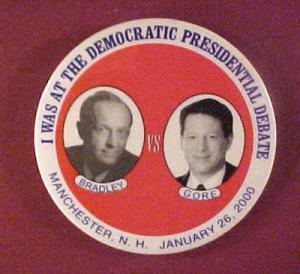 I WAS AT THE DEMOCRATIC PRESIDENTIAL DEBATE
BRADLEY
VS
GORE
MANCHESTER, N. H. JANUARY 26, 2000